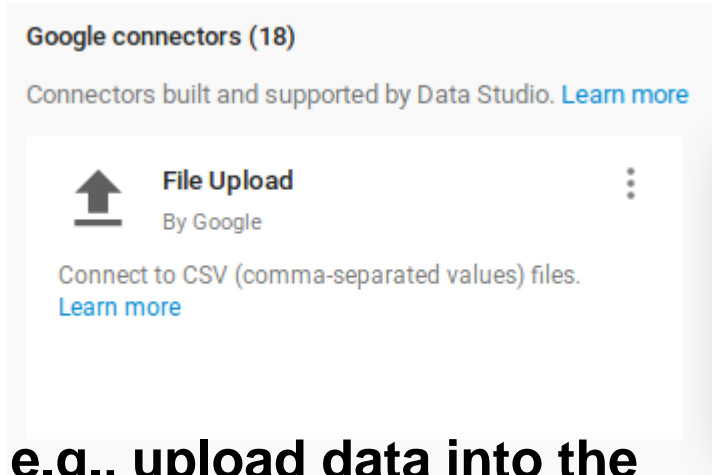 Google connectors (18)
Connectors built and supported by Data Studio. Learn more
File Upload
By Google
Connect to CSV (comma-separated values) files.
Learn more
e.g., upload data into the